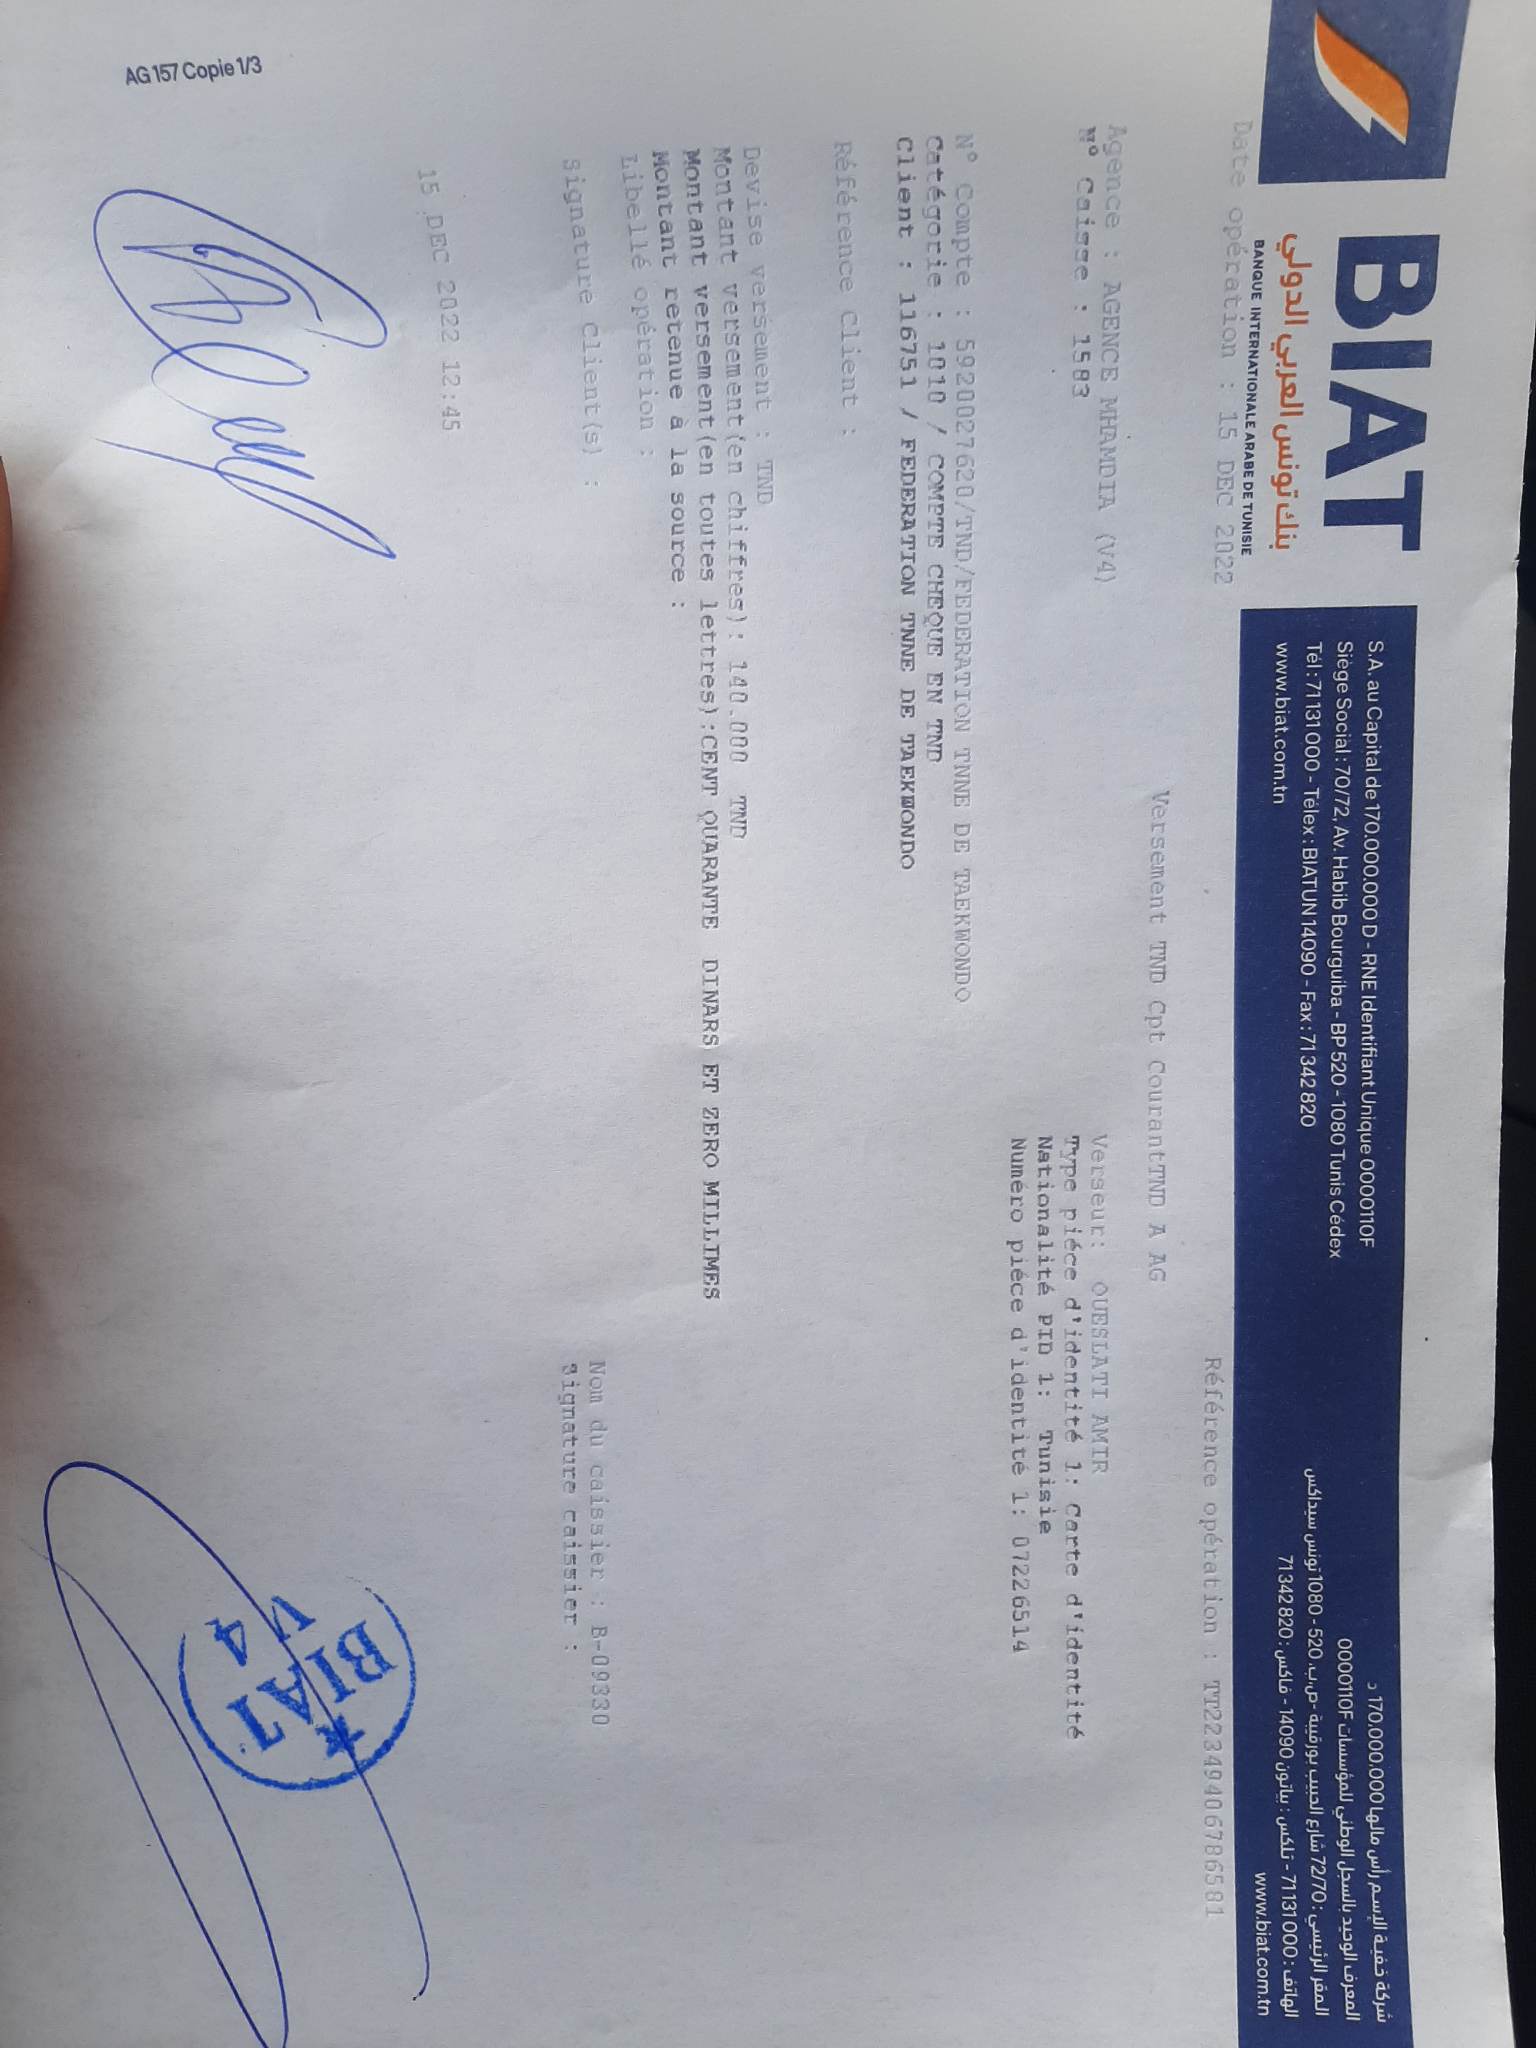 BIAT
بنك تونس العربي الدولي
BANQUE INTERNATIONALE ARABE DE TUNISIE
S.A. au Capital de 170.000.000 D - RNE Identifiant Unique 0000110F
Siège Social : 70/72, Av. Habib Bourguiba - BP 520 - 1080 Tunis Cédex
Tél : 71 131 000 - Télex : BIATUN 14090 - Fax : 71 342 820
www.biat.com.tn
شركة خفية الإسم رأس مالها 170.000.000 د
المعرف الوحيد بالسجل الوطني للمؤسسات 0000110F
المقر الرئيسي : 72/70 شارع الحبيب بورقيبة -ص.ب. 520 - 1080 تونس سيداكس
الهاتف : 71131 000 - تلكس : بياتون 14090 - فاكس : 71342 820
www.biat.com.tn
Date opération : 15 DEC 2022
Référence opération : TT22349406786581
Versement TND Cpt CourantTND A AG
Agence : AGENCE MHAMDIA (V4)
N° Caisse : 1583
Verseur: OUESLATI AMIR
Type piéce d'identité 1: Carte d'identité
Nationalité PID 1: Tunisie
Numéro piéce d'identité 1: 07226514
N° Compte : 5920027620/TND/FEDERATION TNNE DE TAEKWONDO
Catégorie : 1010 / COMPTE CHEQUE EN TND
Client : 116751 / FEDERATION TNNE DE TAEKWONDO
Référence Client :
Devise versement : TND
Montant versement(en chiffres): 140.000 TND
Montant versement(en toutes lettres):CENT QUARANTE DINARS ET ZERO MILLIMES
Montant retenue à la source :
Libellé opération :
Nom du caissier : B-09330
Signature Client(s) :
Signature caissier :
15 DEC 2022 12:45
BIAT
V4
AG 157 Copie 1/3